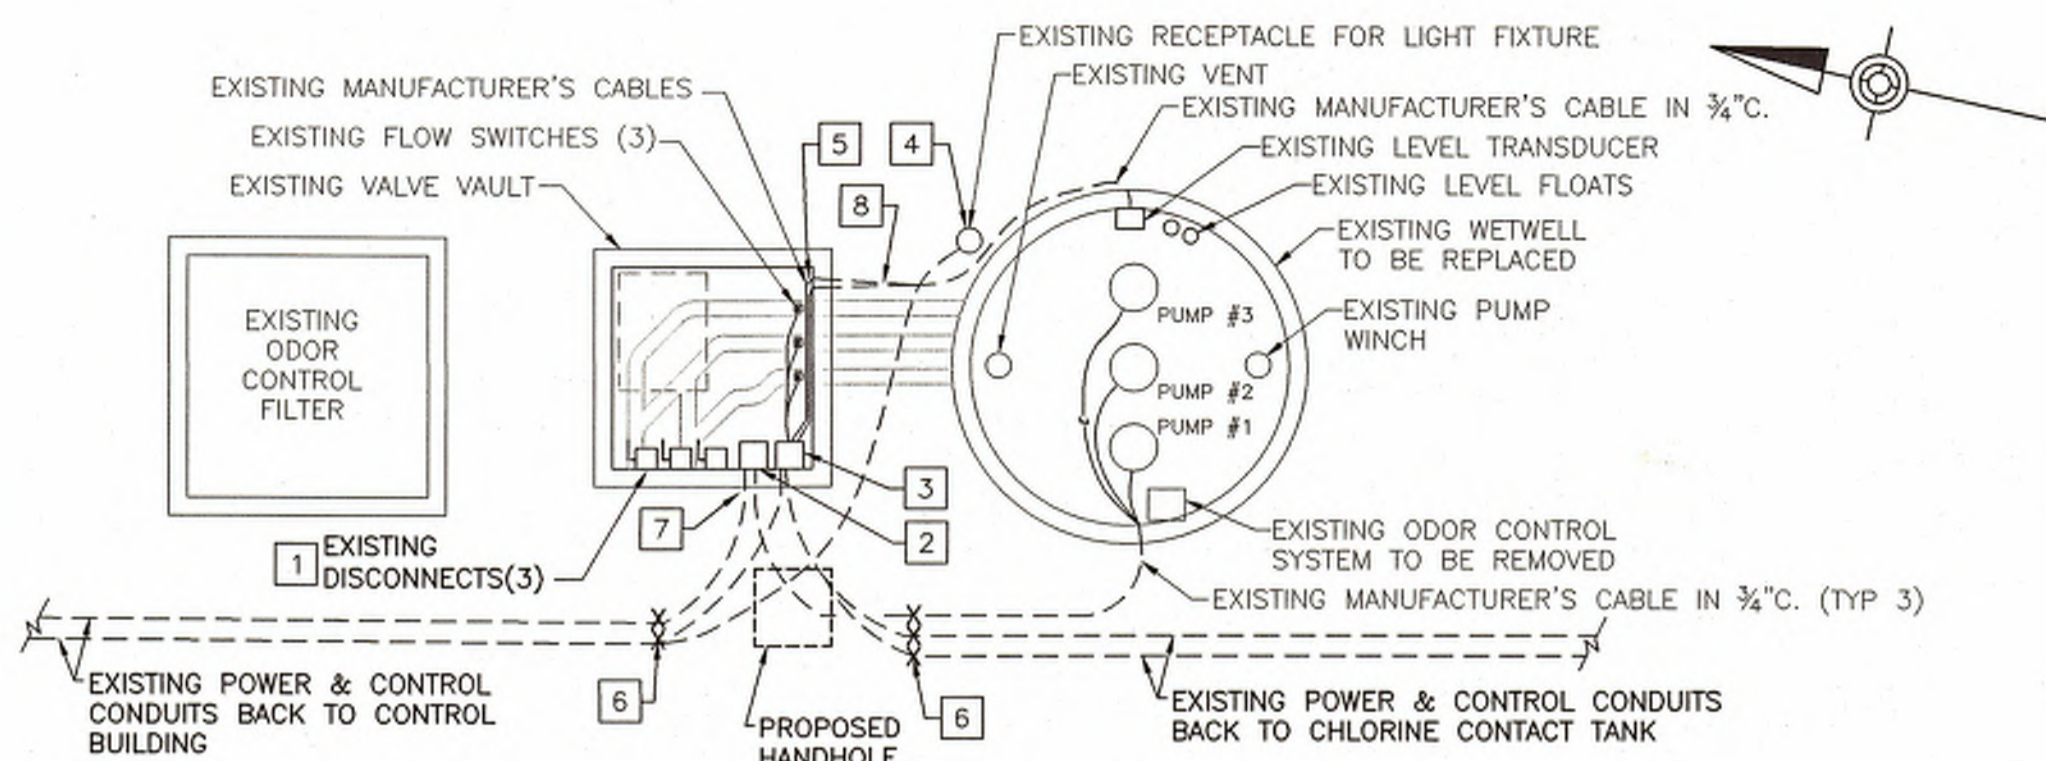 EXISTING RECEPTACLE FOR LIGHT FIXTURE
EXISTING VENT
EXISTING MANUFACTURER'S CABLES
EXISTING MANUFACTURER'S CABLE IN ¾"C.
EXISTING FLOW SWITCHES (3)
5
4
EXISTING LEVEL TRANSDUCER
EXISTING VALVE VAULT
8
EXISTING LEVEL FLOATS
EXISTING WETWELL
TO BE REPLACED
EXISTING
ODOR
CONTROL
FILTER
PUMP #3
EXISTING PUMP
WINCH
PUMP #2
PUMP #1
3
7
2
EXISTING ODOR CONTROL
SYSTEM TO BE REMOVED
1
EXISTING
DISCONNECTS(3)
EXISTING MANUFACTURER'S CABLE IN ¾"C. (TYP 3)
EXISTING POWER & CONTROL
CONDUITS BACK TO CONTROL
BUILDING
6
PROPOSED
HANDHOLE
6
EXISTING POWER & CONTROL CONDUITS
BACK TO CHLORINE CONTACT TANK